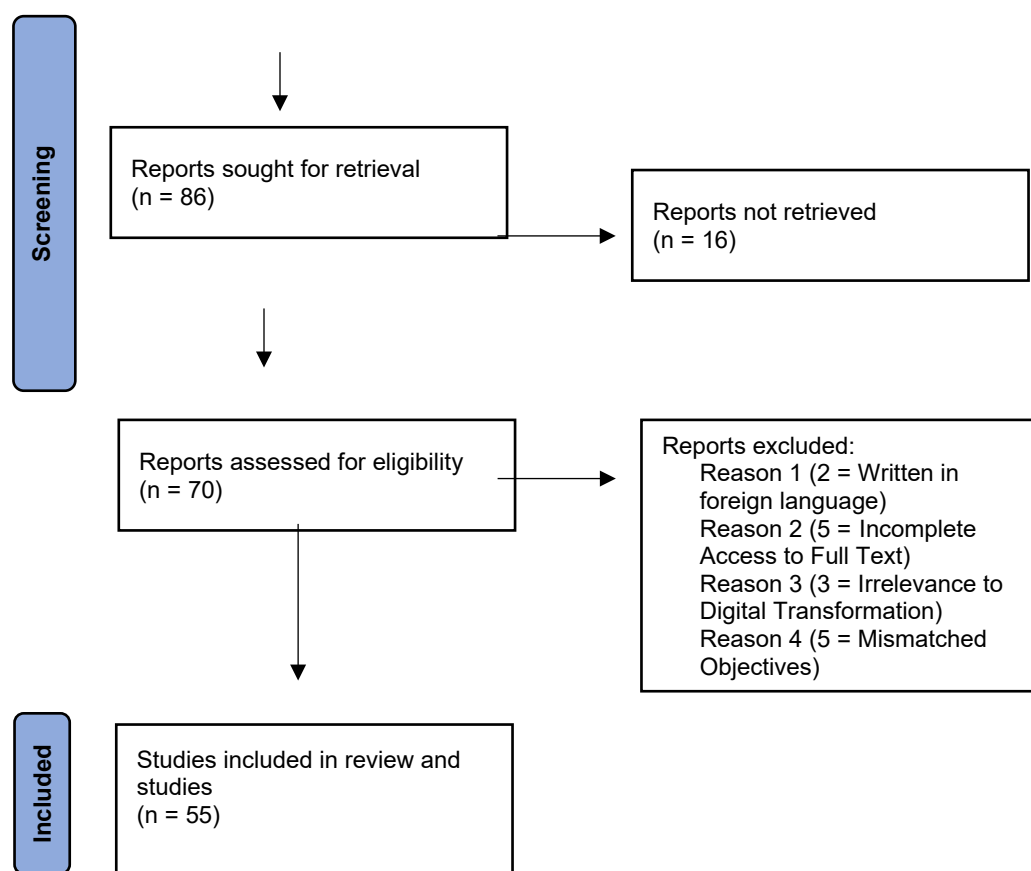 Screening
Reports sought for retrieval
(n = 86)
Reports not retrieved
(n = 16)
Reports assessed for eligibility
(n = 70)
Reports excluded:
Reason 1 (2 = Written in
foreign language)
Reason 2 (5 = Incomplete
Access to Full Text)
Reason 3 (3 = Irrelevance to
Digital Transformation)
Reason 4 (5 = Mismatched
Objectives)
Included
Studies included in review and
studies
(n = 55)